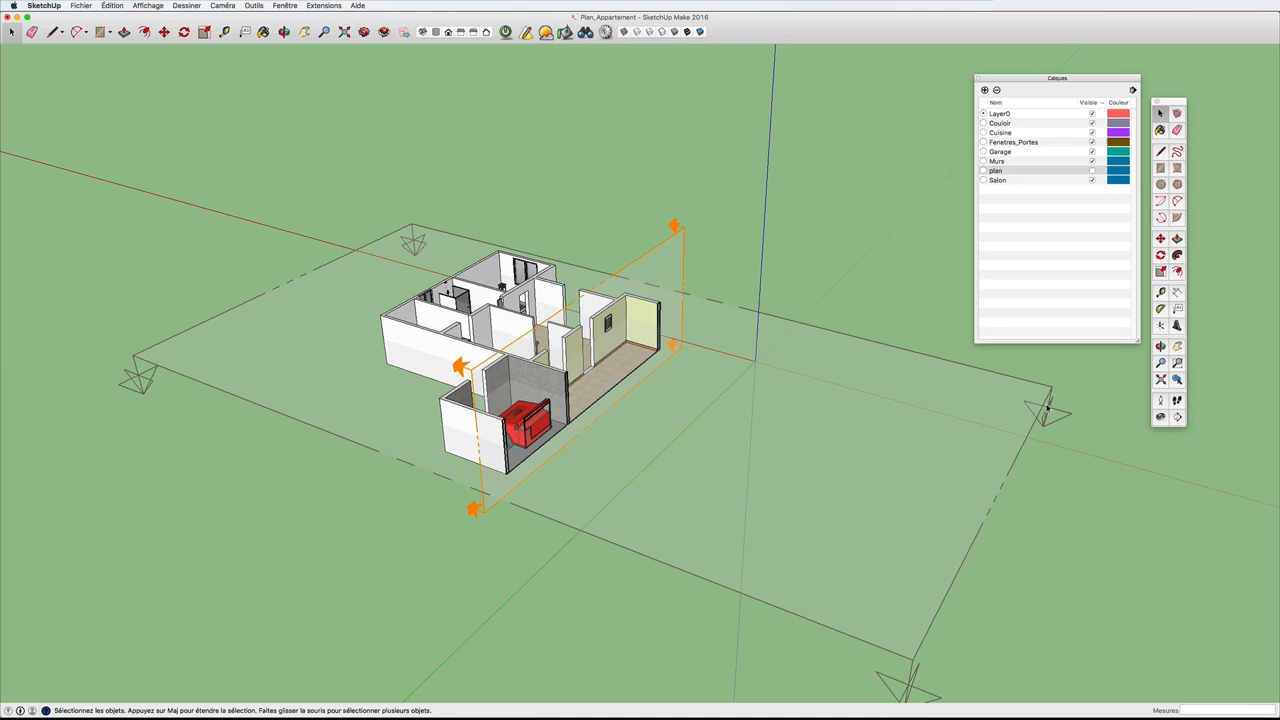 SketchUp Fichier Édition Affichage Dessiner Caméra Outils Fenêtre Extensions Aide
Plan_Appartement - SketchUp Make 2016
Calques
Nom Visible Couleur
Layer0
Couloir
Cuisine
Fenetres_Portes
Garage
Murs
plan
Salon
Sélectionnez les objets. Appuyez sur Maj pour étendre la sélection. Faites glisser la souris pour sélectionner plusieurs objets.
Mesures